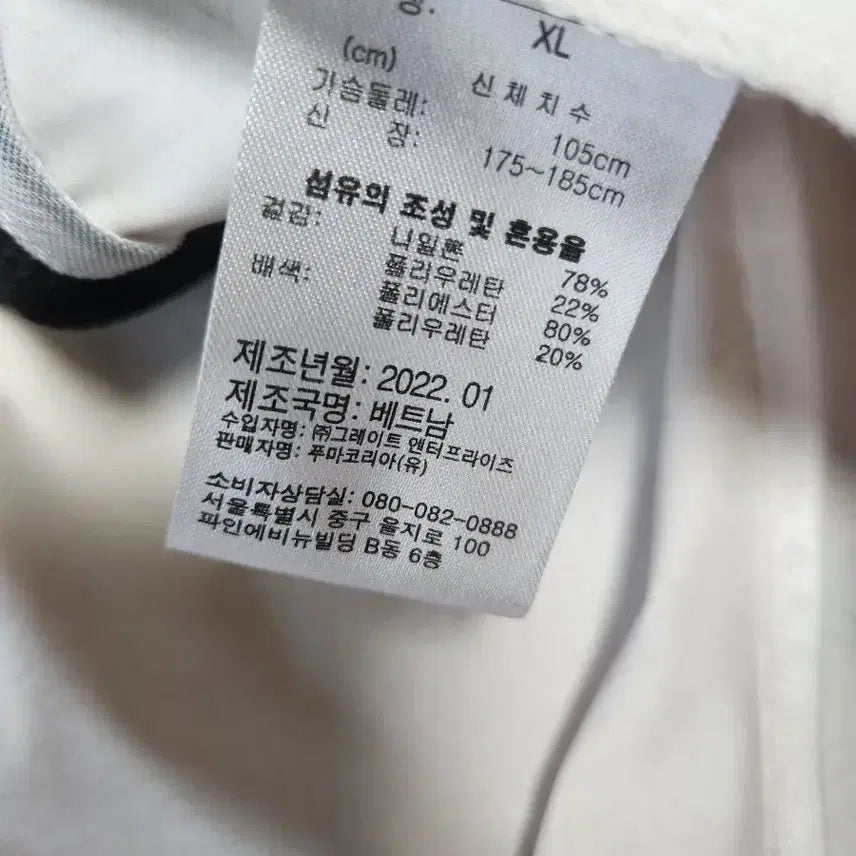 XL
(cm) 신체치수
가슴둘레: 105cm
신 장: 175~185cm
섬유의 조성 및 혼용율
겉감: 나일론 78%
폴리우레탄 22%
배색: 폴리에스터 80%
폴리우레탄 20%
제조년월: 2022. 01
제조국명: 베트남
수입자명: ㈜그레이트 앤터프라이즈
판매자명: 푸마코리아(유)
소비자상담실: 080-082-0888
서울특별시 중구 을지로 100
파인에비뉴빌딩 B동 6층